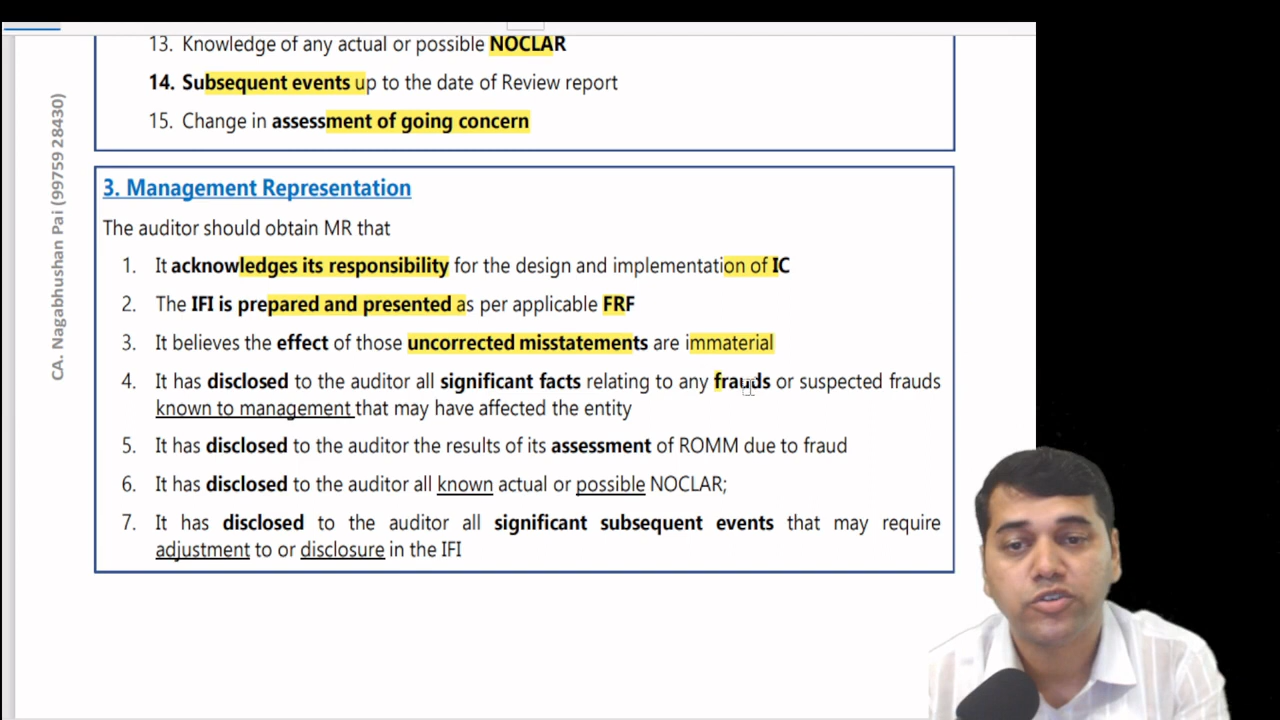 13. Knowledge of any actual or possible NOCLAR
14. Subsequent events up to the date of Review report
15. Change in assessment of going concern
CA. Nagabhushan Pai (99759 28430)
3. Management Representation
The auditor should obtain MR that
1. It acknowledges its responsibility for the design and implementation of IC
2. The IFI is prepared and presented as per applicable FRF
3. It believes the effect of those uncorrected misstatements are immaterial
4. It has disclosed to the auditor all significant facts relating to any frauds or suspected frauds
known to management that may have affected the entity
5. It has disclosed to the auditor the results of its assessment of ROMM due to fraud
6. It has disclosed to the auditor all known actual or possible NOCLAR;
7. It has disclosed to the auditor all significant subsequent events that may require
adjustment to or disclosure in the IFI